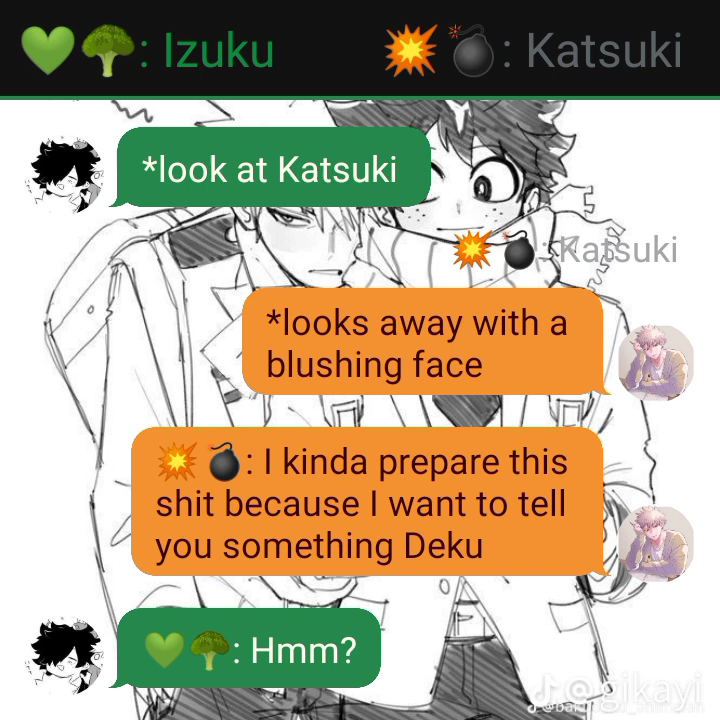 💚🥦: Izuku 💥💣: Katsuki
*look at Katsuki
💥💣: Katsuki
*looks away with a
blushing face
💥💣: I kinda prepare this
shit because I want to tell
you something Deku
💚🥦: Hmm?
@gikayi